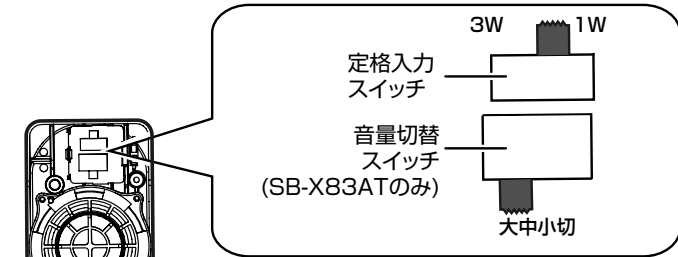 3W 1W
定格入力
スイッチ
音量切替
スイッチ
(SB-X83ATのみ)
大中小切